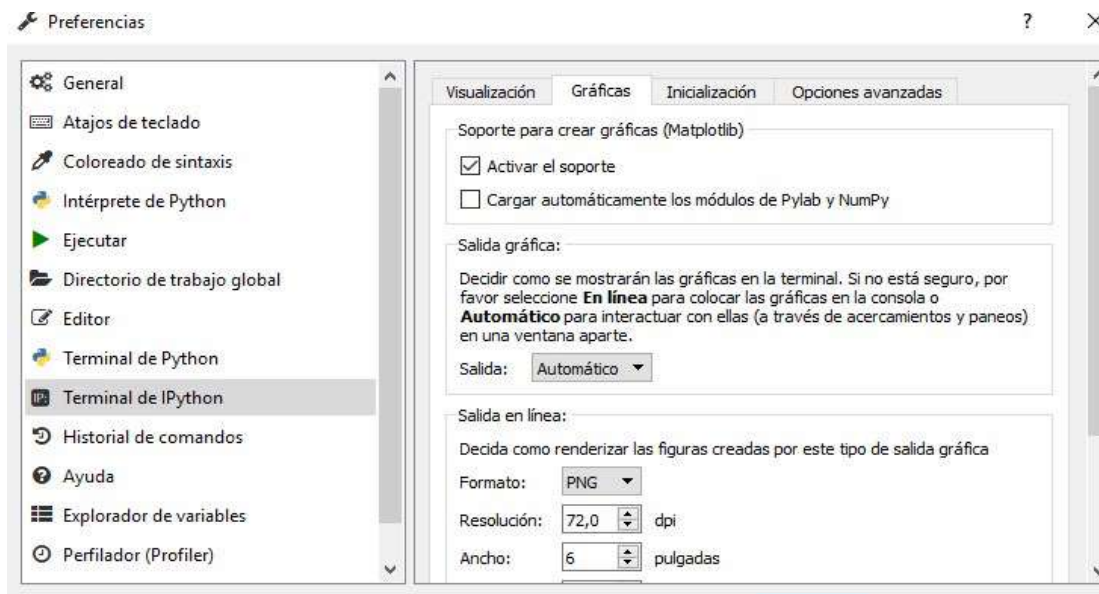 Preferencias
?
General
Atajos de teclado
Coloreado de sintaxis
Intérprete de Python
Ejecutar
Directorio de trabajo global
Editor
Terminal de Python
Terminal de IPython
Historial de comandos
Ayuda
Explorador de variables
Perfilador (Profiler)
Visualización Gráficas Inicialización Opciones avanzadas
Soporte para crear gráficas (Matplotlib)
Activar el soporte
Cargar automáticamente los módulos de Pylab y NumPy
Salida gráfica:
Decidir como se mostrarán las gráficas en la terminal. Si no está seguro, por
favor seleccione En línea para colocar las gráficas en la consola o
Automático para interactuar con ellas (a través de acercamientos y paneos)
en una ventana aparte.
Salida: Automático
Salida en línea:
Decida como renderizar las figuras creadas por este tipo de salida gráfica
Formato: PNG
Resolución: 72,0 dpi
Ancho: 6 pulgadas